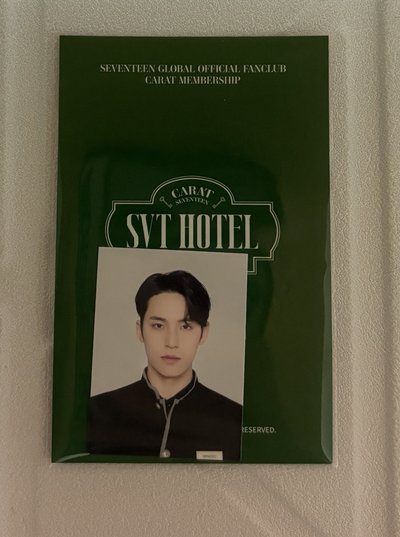 SEVENTEEN GLOBAL OFFICIAL FANCLUB
CARAT MEMBERSHIP
CARAT
SEVENTEEN
SVT HOTEL
RESERVED.